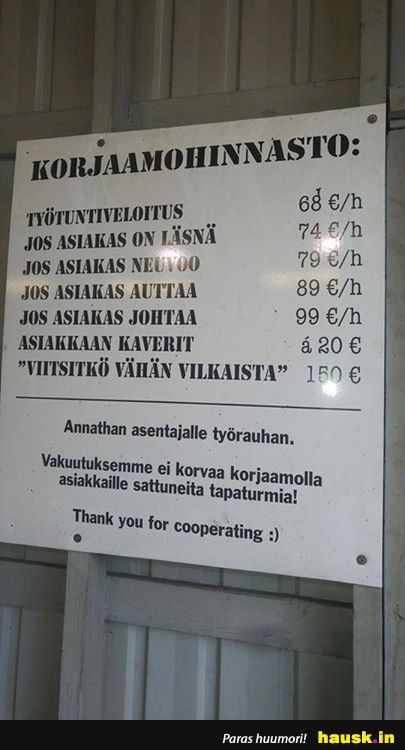 KORJAAMOHINNASTO:
TYÖTUNTIVELOITUS 68 €/h
JOS ASIAKAS ON LÄSNÄ 74 €/h
JOS ASIAKAS NEUVOO 79 €/h
JOS ASIAKAS AUTTAA 89 €/h
JOS ASIAKAS JOHTAA 99 €/h
ASIAKKAAN KAVERIT á 20 €
"VIITSITKÖ VÄHÄN VILKAISTA" 150 €
Annathan asentajalle työrauhan.
Vakuutuksemme ei korvaa korjaamolla
asiakkaille sattuneita tapaturmia!
Thank you for cooperating :)
Paras huumori! hausk.in